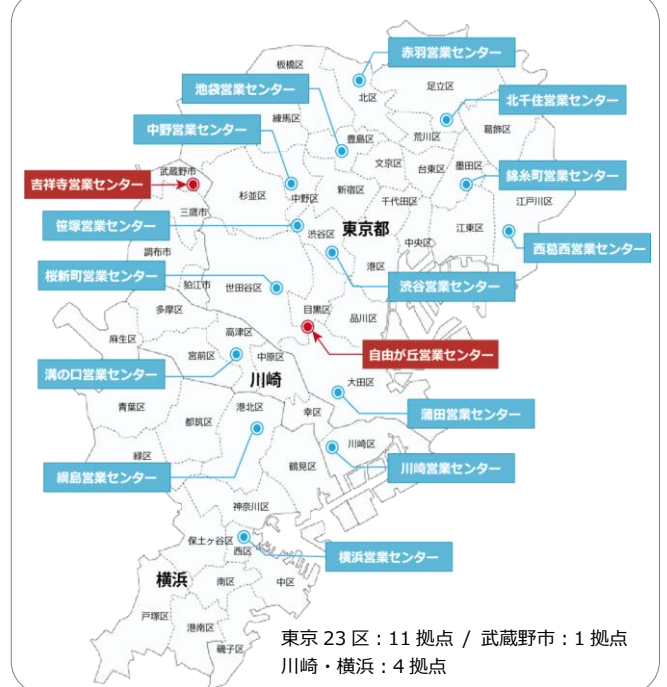 赤羽営業センター
板橋区
足立区
池袋営業センター
北区
北千住営業センター
練馬区
中野営業センター
豊島区
荒川区
葛飾区
文京区
武蔵野市
台東区
墨田区
錦糸町営業センター
吉祥寺営業センター
杉並区
中野区
新宿区
千代田区
江戸川区
三鷹市
笹塚営業センター
渋谷区
東京都
江東区
中央区
西葛西営業センター
調布市
港区
桜新町営業センター
狛江市
世田谷区
渋谷営業センター
多摩区
目黒区
品川区
麻生区
高津区
宮前区
中原区
自由が丘営業センター
溝の口営業センター
川崎
大田区
青葉区
港北区
幸区
蒲田営業センター
都筑区
緑区
川崎区
綱島営業センター
鶴見区
川崎営業センター
神奈川区
保土ヶ谷区
西区
横浜営業センター
横浜
南区
中区
戸塚区
港南区
磯子区
東京 23 区：11 拠点 / 武蔵野市：1 拠点
川崎・横浜：4 拠点